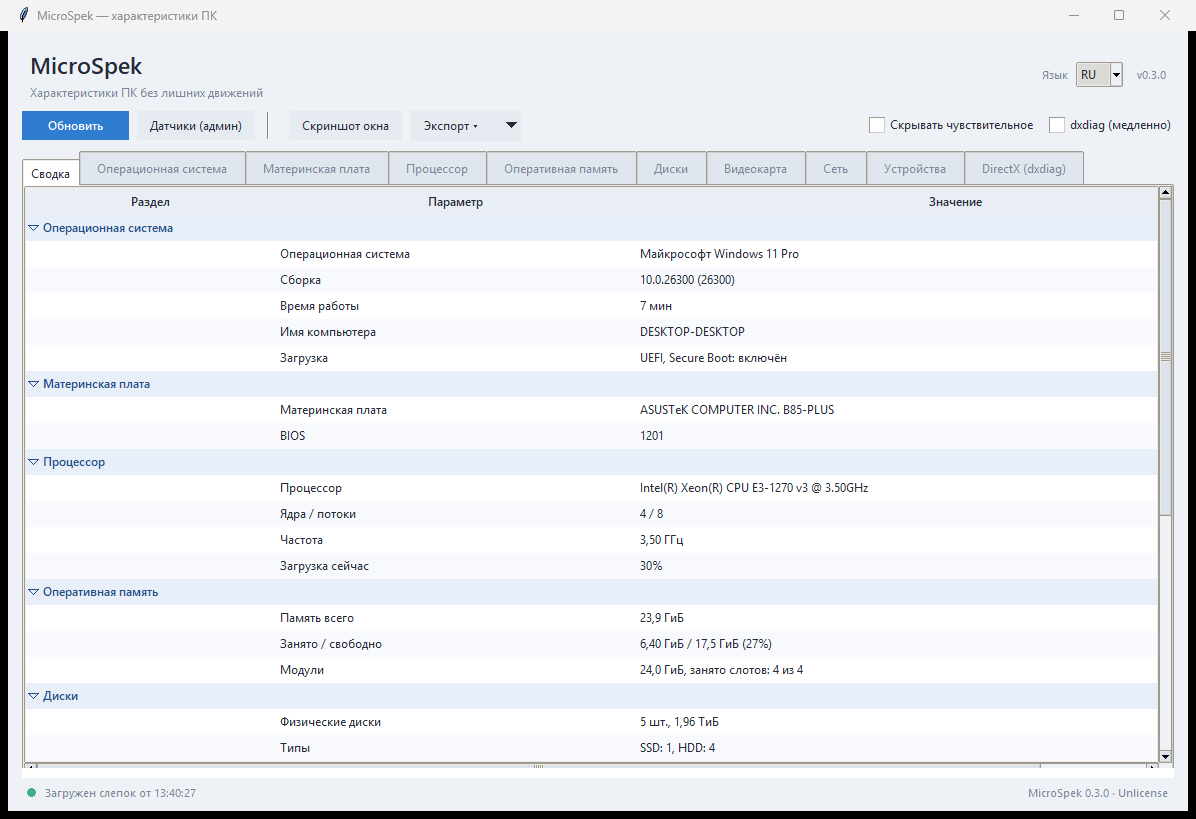 MicroSpek — характеристики ПК
MicroSpek
Характеристики ПК без лишних движений
Язык RU v0.3.0
Обновить Датчики (админ) Скриншот окна Экспорт Скрывать чувствительное dxdiag (медленно)
Сводка Операционная система Материнская плата Процессор Оперативная память Диски Видеокарта Сеть Устройства DirectX (dxdiag)
Раздел Параметр Значение
Операционная система
Операционная система Майкрософт Windows 11 Pro
Сборка 10.0.26300 (26300)
Время работы 7 мин
Имя компьютера DESKTOP-DESKTOP
Загрузка UEFI, Secure Boot: включён
Материнская плата
Материнская плата ASUSTeK COMPUTER INC. B85-PLUS
BIOS 1201
Процессор
Процессор Intel(R) Xeon(R) CPU E3-1270 v3 @ 3.50GHz
Ядра / потоки 4 / 8
Частота 3,50 ГГц
Загрузка сейчас 30%
Оперативная память
Память всего 23,9 ГиБ
Занято / свободно 6,40 ГиБ / 17,5 ГиБ (27%)
Модули 24,0 ГиБ, занято слотов: 4 из 4
Диски
Физические диски 5 шт., 1,96 ТиБ
Типы SSD: 1, HDD: 4
Загружен слепок от 13:40:27 MicroSpek 0.3.0 · Unlicense